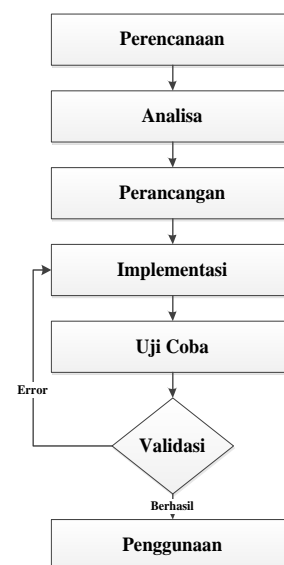 Perencanaan
Analisa
Perancangan
Implementasi
Uji Coba
Error
Validasi
Berhasil
Penggunaan